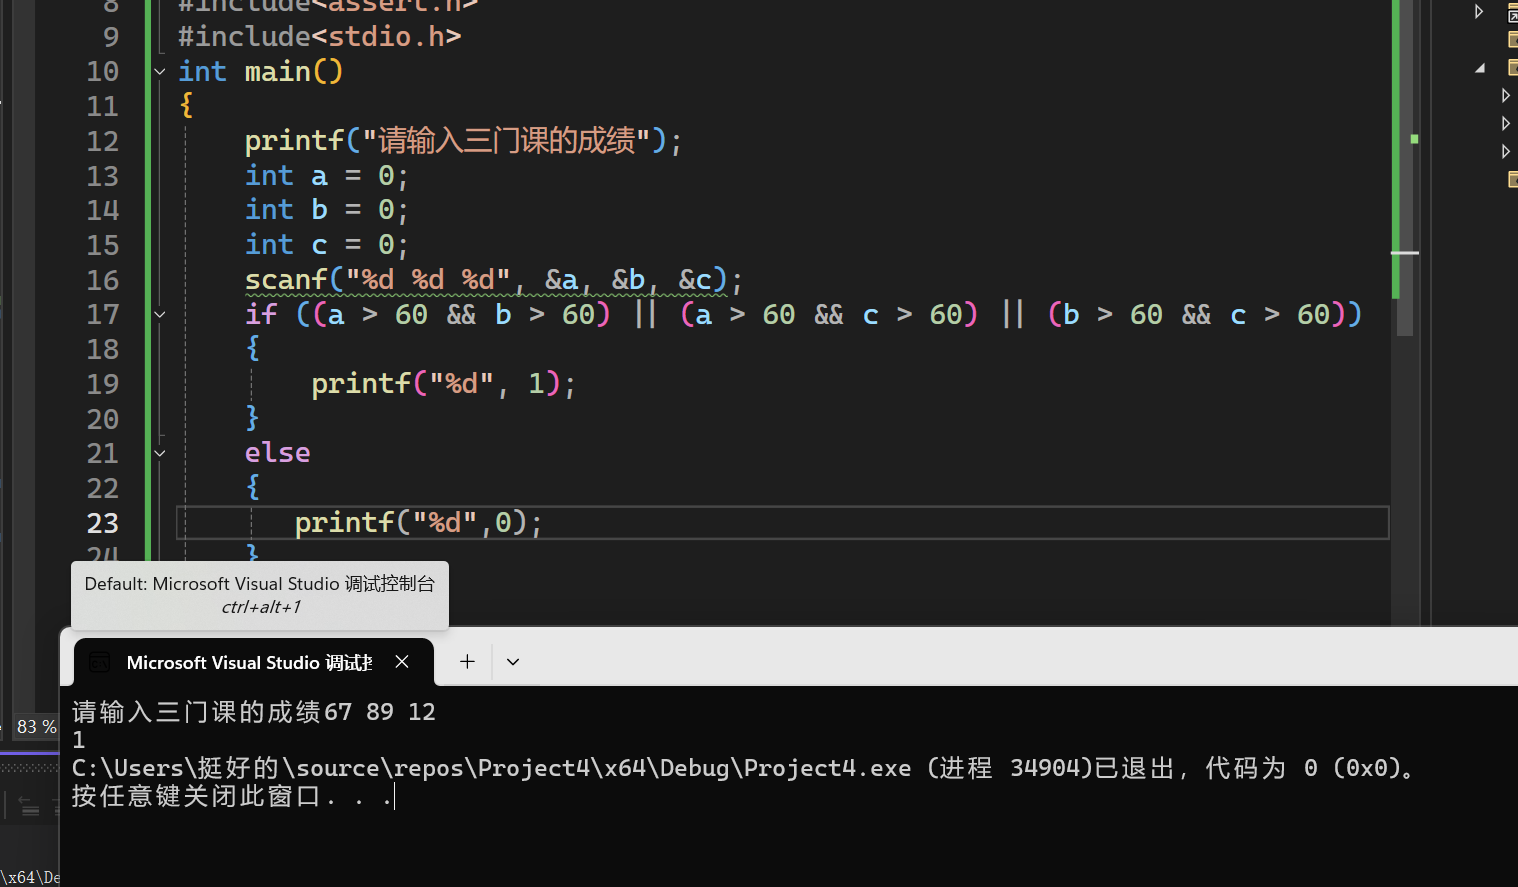 8 #include<assert.h>
9 #include<stdio.h>
10 int main()
11 {
12 printf("请输入三门课的成绩");
13 int a = 0;
14 int b = 0;
15 int c = 0;
16 scanf("%d %d %d", &a, &b, &c);
17 if ((a > 60 && b > 60) || (a > 60 && c > 60) || (b > 60 && c > 60))
18 {
19 printf("%d", 1);
20 }
21 else
22 {
23 printf("%d",0);
24 }
Default: Microsoft Visual Studio 调试控制台
ctrl+alt+1
Microsoft Visual Studio 调试控
83 %
请输入三门课的成绩67 89 12
1
C:\Users\挺好的\source\repos\Project4\x64\Debug\Project4.exe (进程 34904)已退出，代码为 0 (0x0)。
按任意键关闭此窗口. . .
\x64\De